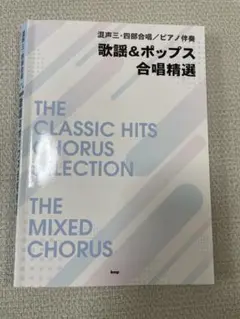 混声三・四部合唱／ピアノ伴奏
歌謡&ポップス
合唱精選
THE
CLASSIC HITS
CHORUS
SELECTION
THE
MIXED
CHORUS
kmp